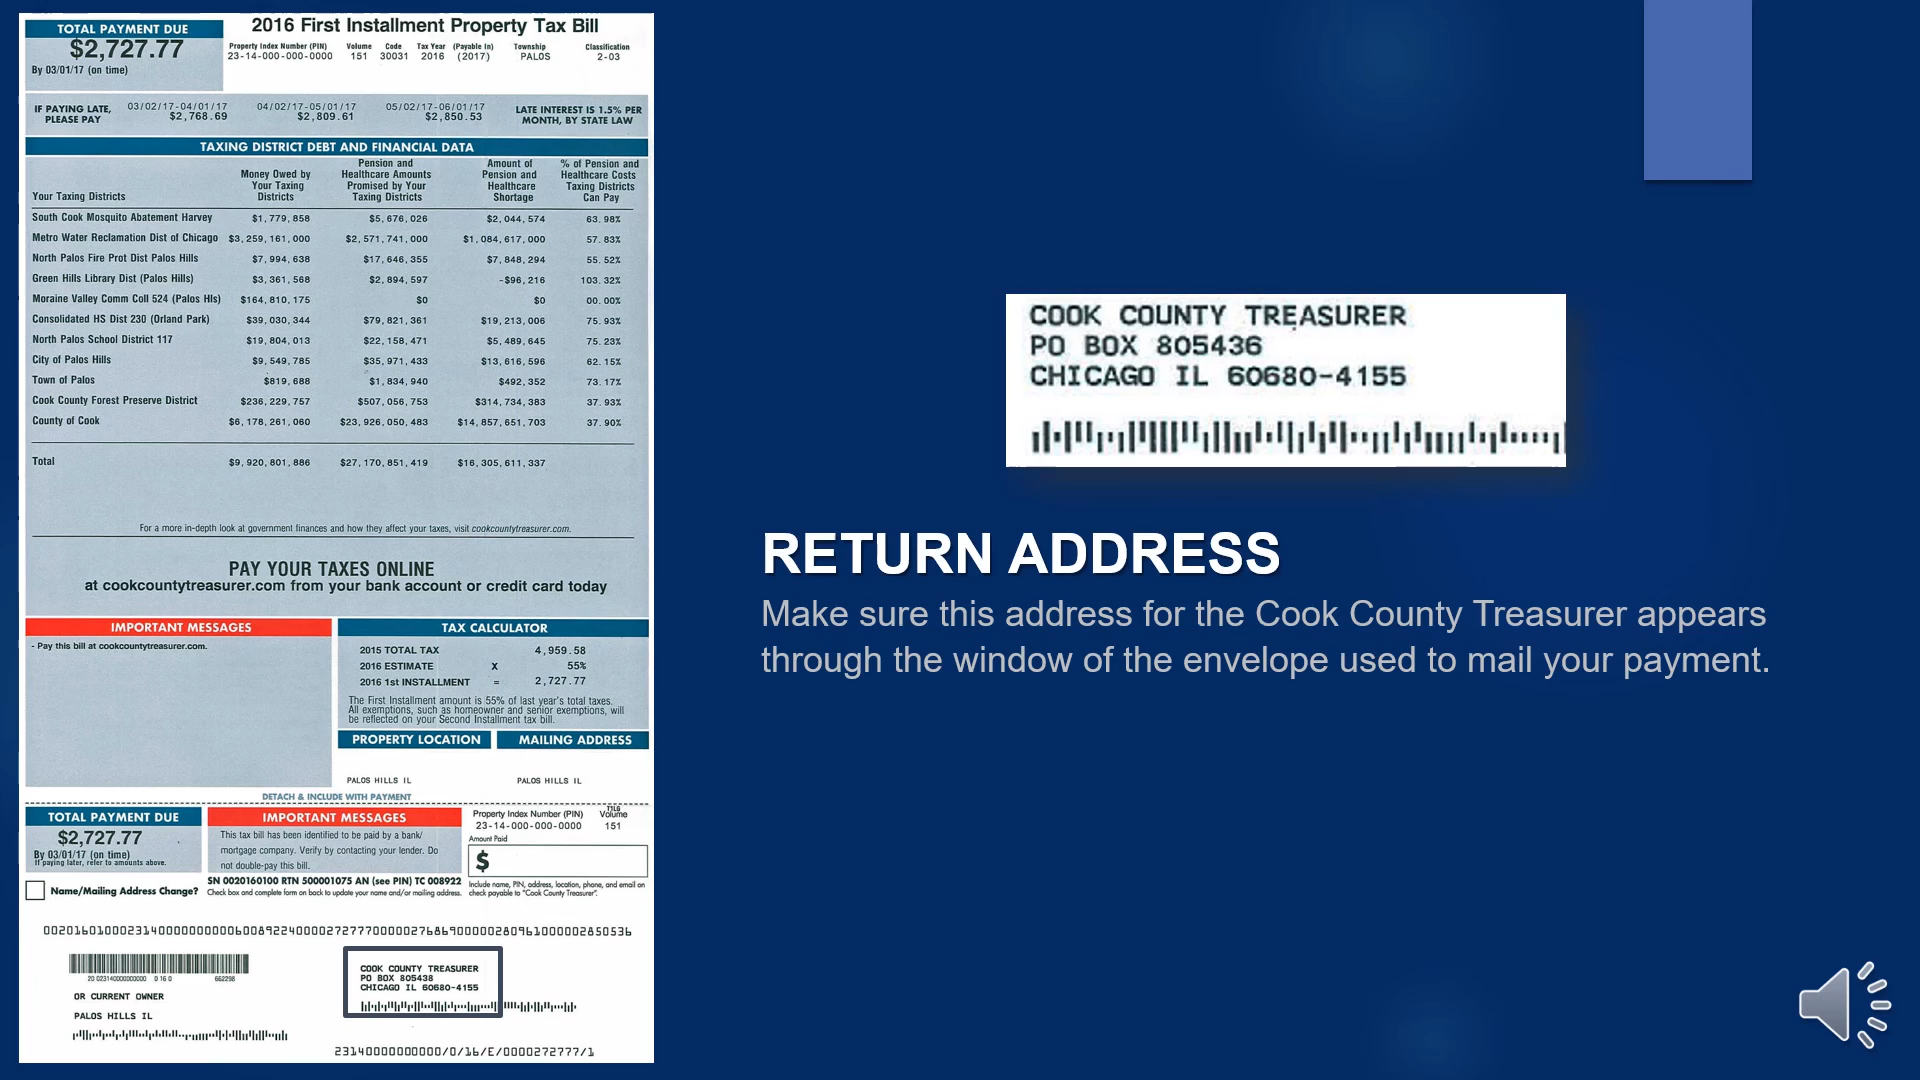 TOTAL PAYMENT DUE
$2,727.77
By 03/01/17 (on time)
2016 First Installment Property Tax Bill
Property Index Number (PIN) Volume Code Tax Year (Payable In) Township Classification
23-14-000-000-0000 151 30031 2016 (2017) PALOS 2-03
IF PAYING LATE, PLEASE PAY
03/02/17-04/01/17 04/02/17-05/01/17 05/02/17-06/01/17
$2,768.69 $2,809.61 $2,850.53
LATE INTEREST IS 1.5% PER MONTH, BY STATE LAW
TAXING DISTRICT DEBT AND FINANCIAL DATA
Your Taxing Districts
Money Owed by Your Taxing Districts
Pension and Healthcare Amounts Promised by Your Taxing Districts
Amount of Pension and Healthcare Shortage
% of Pension and Healthcare Costs Taxing Districts Can Pay
South Cook Mosquito Abatement Harvey $1,779,858 $5,676,026 $2,044,574 63.98%
Metro Water Reclamation Dist of Chicago $3,259,161,000 $2,571,741,000 $1,084,617,000 57.83%
North Palos Fire Prot Dist Palos Hills $7,994,638 $17,646,355 $7,848,294 55.52%
Green Hills Library Dist (Palos Hills) $3,361,568 $2,894,597 -$96,216 103.32%
Moraine Valley Comm Coll 524 (Palos Hls) $164,810,175 $0 $0 00.00%
Consolidated HS Dist 230 (Orland Park) $39,030,344 $79,821,361 $19,213,006 75.93%
North Palos School District 117 $19,804,013 $22,158,471 $5,489,645 75.23%
City of Palos Hills $9,549,785 $35,971,433 $13,616,596 62.15%
Town of Palos $819,688 $1,834,940 $492,352 73.17%
Cook County Forest Preserve District $236,229,757 $507,056,753 $314,734,383 37.93%
County of Cook $6,178,261,060 $23,926,050,483 $14,857,651,703 37.90%
Total $9,920,801,886 $27,170,851,419 $16,305,611,337
For a more in-depth look at government finances and how they affect your taxes, visit cookcountytreasurer.com.
PAY YOUR TAXES ONLINE
at cookcountytreasurer.com from your bank account or credit card today
IMPORTANT MESSAGES
- Pay this bill at cookcountytreasurer.com.
TAX CALCULATOR
2015 TOTAL TAX 4,959.58
2016 ESTIMATE X 55%
2016 1st INSTALLMENT = 2,727.77
The First Installment amount is 55% of last year's total taxes.
All exemptions, such as homeowner and senior exemptions, will
be reflected on your Second Installment tax bill.
PROPERTY LOCATION MAILING ADDRESS
PALOS HILLS IL PALOS HILLS IL
DETACH & INCLUDE WITH PAYMENT
TOTAL PAYMENT DUE
$2,727.77
By 03/01/17 (on time)
If paying later, refer to amounts above.
IMPORTANT MESSAGES
This tax bill has been identified to be paid by a bank/
mortgage company. Verify by contacting your lender. Do
not double-pay this bill.
Property Index Number (PIN) Volume
23-14-000-000-0000 151
Amount Paid
$
SN 0020160100 RTN 500001075 AN (see PIN) TC 008922
Name/Mailing Address Change?
Check box and complete form on back to update your name and/or mailing address.
Include name, PIN, address, location, phone, and email on
check payable to "Cook County Treasurer".
20 0231400000000 0 16 0 662298
OR CURRENT OWNER
PALOS HILLS IL
COOK COUNTY TREASURER
PO BOX 805438
CHICAGO IL 60680-4155
23140000000000/0/16/E/0000272777/1
COOK COUNTY TREASURER
PO BOX 805436
CHICAGO IL 60680-4155
RETURN ADDRESS
Make sure this address for the Cook County Treasurer appears
through the window of the envelope used to mail your payment.